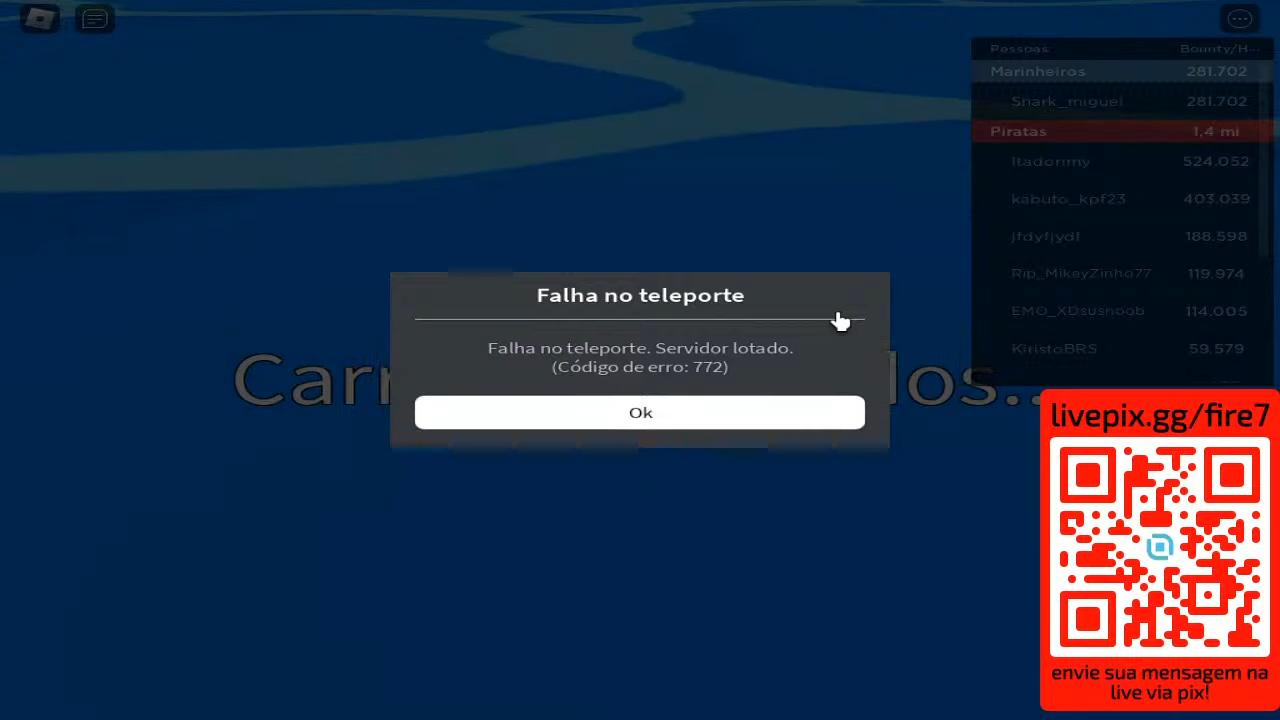 Pessoas Bounty/H...
Marinheiros 281.702
Shark_miguel 281.702
Piratas 1,4 mi
Itadorimy 524.052
kabuto_kpf23 403.039
jfdyfjydl 188.598
Rip_MikeyZinho77 119.974
EMO_XDsusnoob 114.005
KiristoBRS 59.579
Falha no teleporte
Falha no teleporte. Servidor lotado.
(Código de erro: 772)
Ok
livepix.gg/fire7
envie sua mensagem na
live via pix!